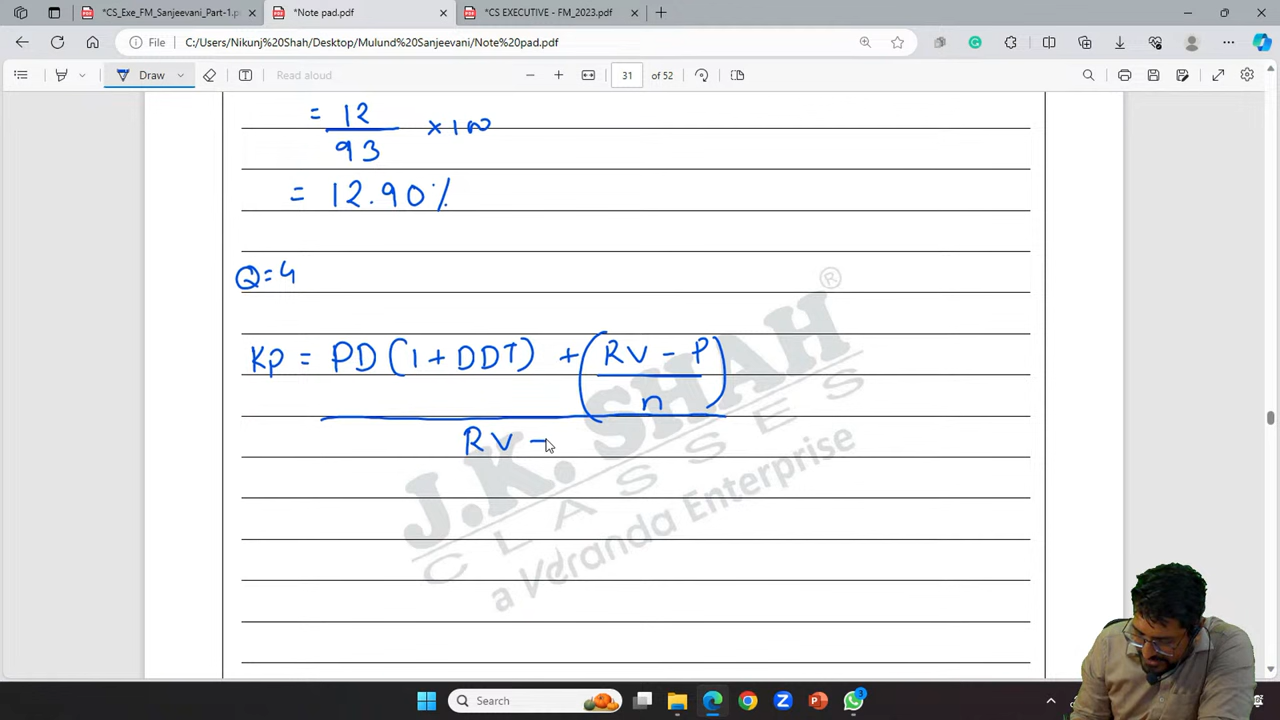 *CS_Exe_FM_Sanjeevani_Part-1.p
*Note pad.pdf
*CS EXECUTIVE - FM_2023.pdf
File
C:/Users/Nikunj%20Shah/Desktop/Mulund%20Sanjeevani/Note%20pad.pdf
Draw
Read aloud
31 of 52
= 12
93
×100
= 12.90%
Q=4
KP = PD (1 + DDT) + (RV - P)
n
RV -
J.K. SHAH®
CLASSES
a Veranda Enterprise
Search
3